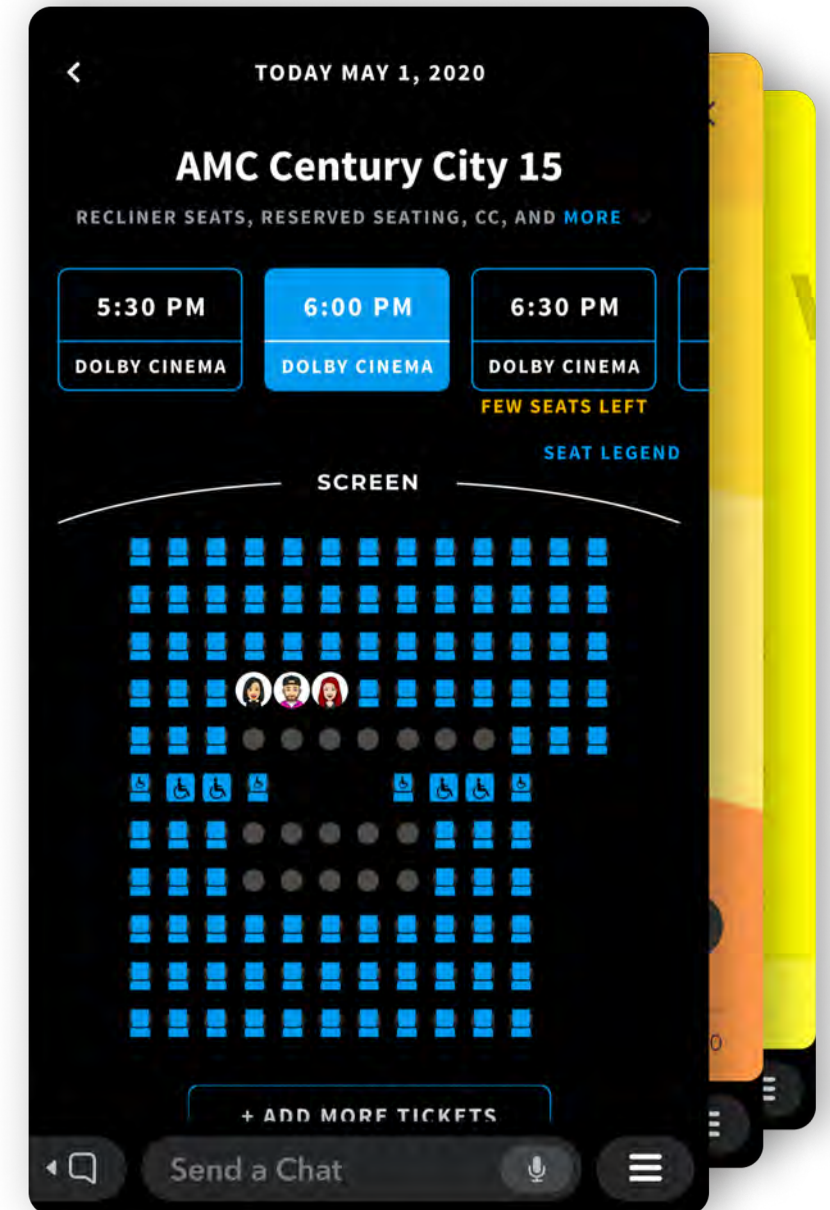 TODAY MAY 1, 2020
AMC Century City 15
RECLINER SEATS, RESERVED SEATING, CC, AND MORE
5:30 PM 6:00 PM 6:30 PM
DOLBY CINEMA DOLBY CINEMA DOLBY CINEMA
FEW SEATS LEFT
SEAT LEGEND
SCREEN
+ ADD MORE TICKETS
Send a Chat